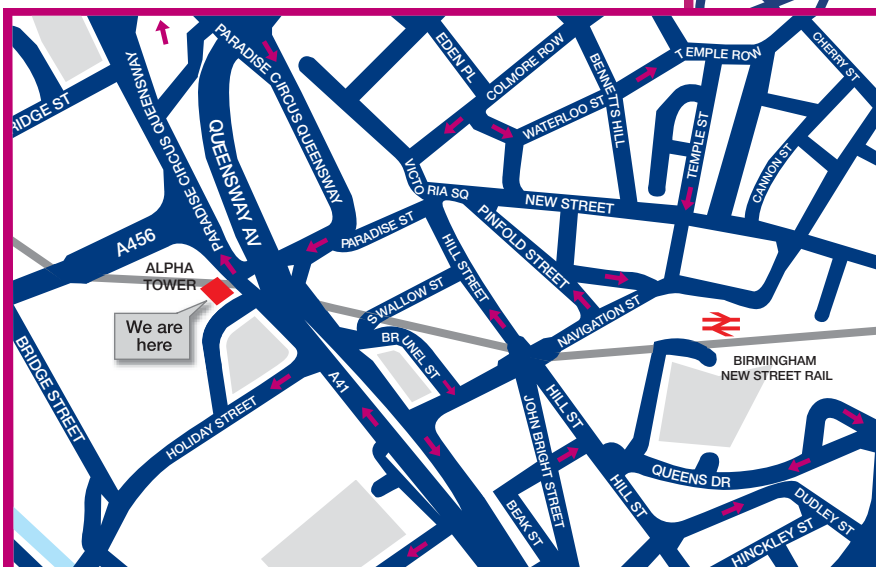 PARADISE CIRCUS QUEENSWAY
PARADISE CIRCUS QUEENSWAY
EDEN PL
COLMORE ROW
BENNETTS HILL
TEMPLE ROW
CHERRY ST
RIDGE ST
QUEENSWAY AV
WATERLOO ST
TEMPLE ST
CANNON ST
VICTORIA SQ
NEW STREET
A456
PARADISE ST
PINFOLD STREET
HILL STREET
ALPHA
TOWER
We are
here
SWALLOW ST
NAVIGATION ST
BRUNEL ST
BIRMINGHAM
NEW STREET RAIL
BRIDGE STREET
A41
HOLIDAY STREET
JOHN BRIGHT STREET
HILL ST
QUEENS DR
HILL ST
BEAK ST
DUDLEY ST
HINCKLEY ST